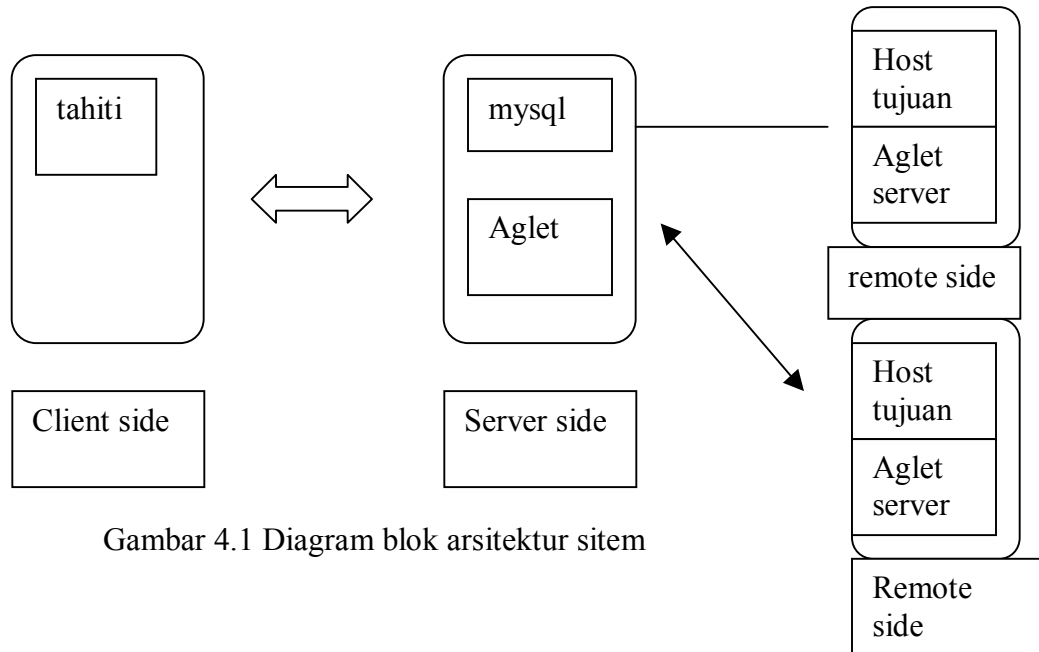 tahiti
Client side
mysql
Aglet
Server side
Host
tujuan
Aglet
server
remote side
Host
tujuan
Aglet
server
Remote
side
Gambar 4.1 Diagram blok arsitektur sitem